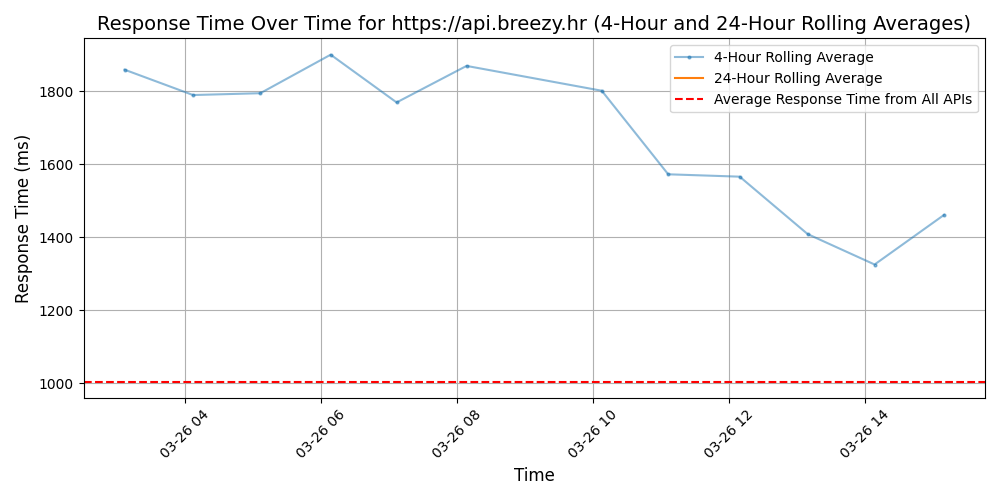 Response Time Over Time for https://api.breezy.hr (4-Hour and 24-Hour Rolling Averages)
4-Hour Rolling Average
24-Hour Rolling Average
Average Response Time from All APIs
Response Time (ms)
1800
1600
1400
1200
1000
03-26 04
03-26 06
03-26 08
03-26 10
03-26 12
03-26 14
Time